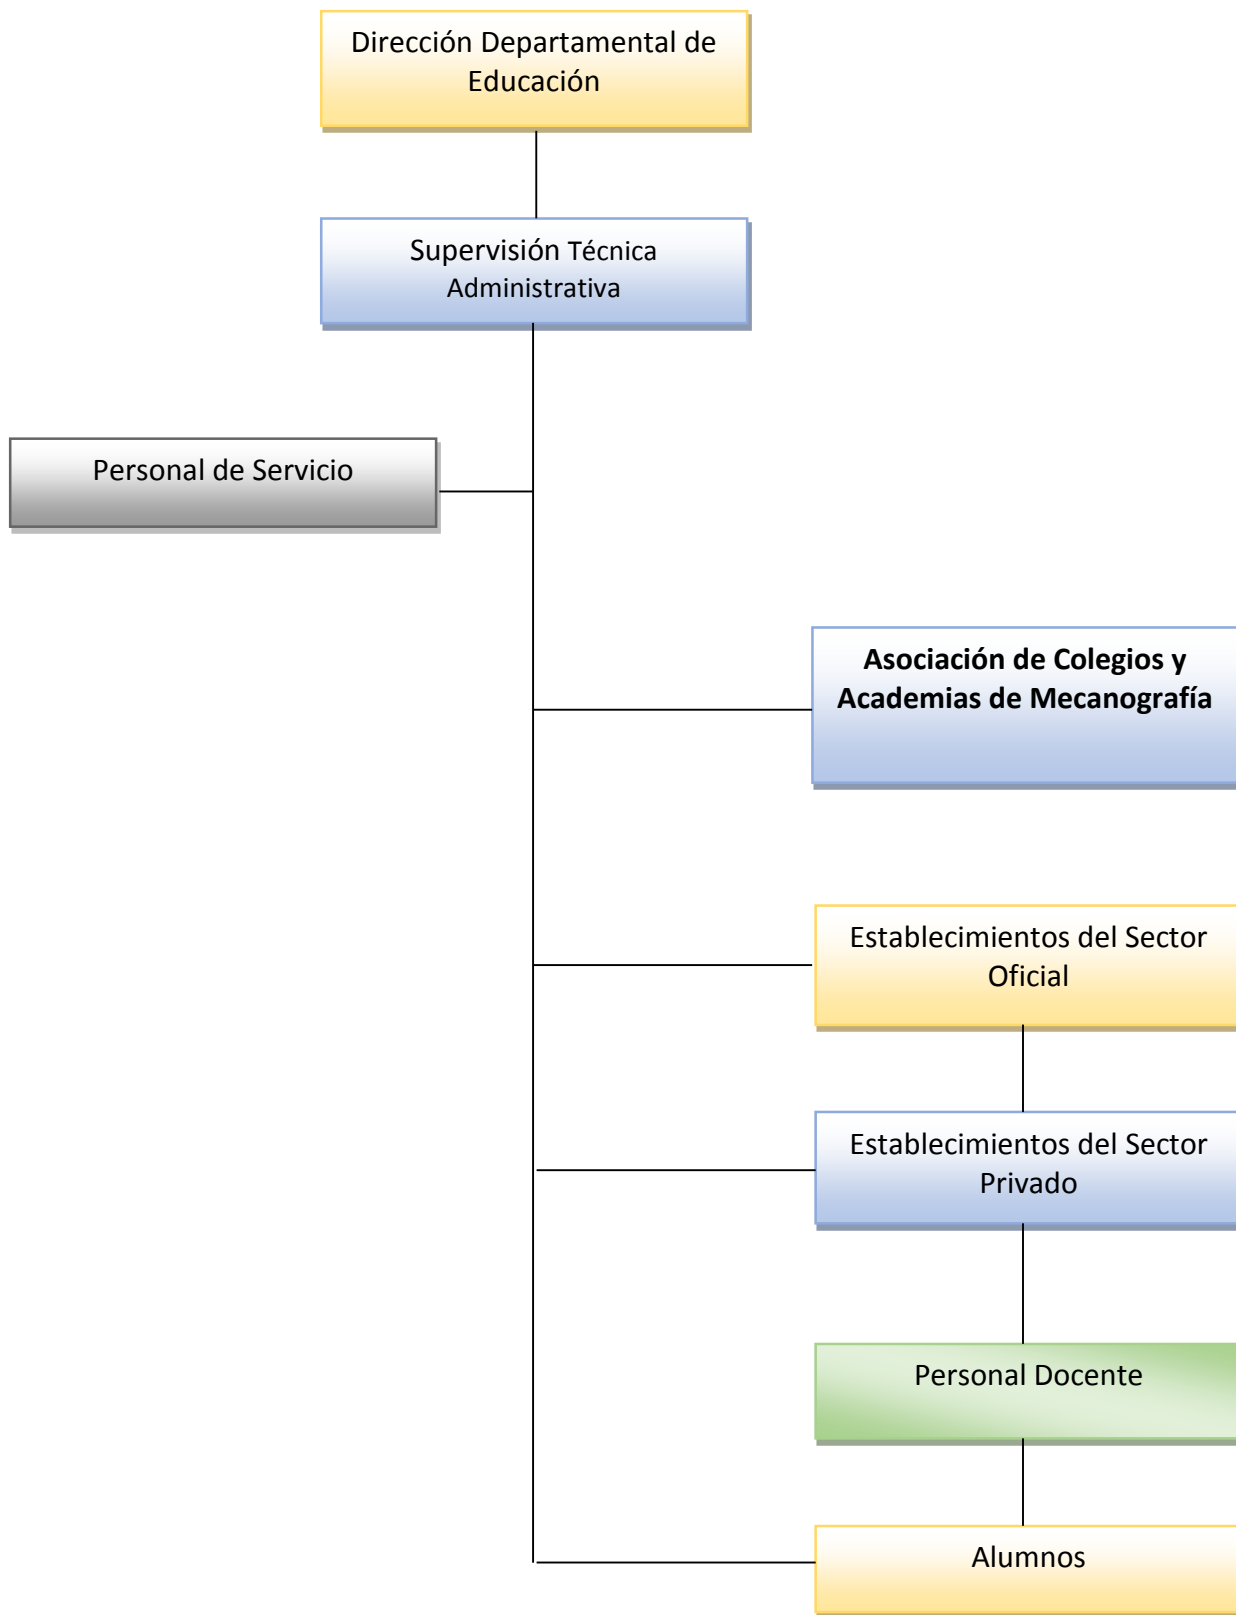 Dirección Departamental de
Educación
Supervisión Técnica
Administrativa
Personal de Servicio
Asociación de Colegios y
Academias de Mecanografía
Establecimientos del Sector
Oficial
Establecimientos del Sector
Privado
Personal Docente
Alumnos